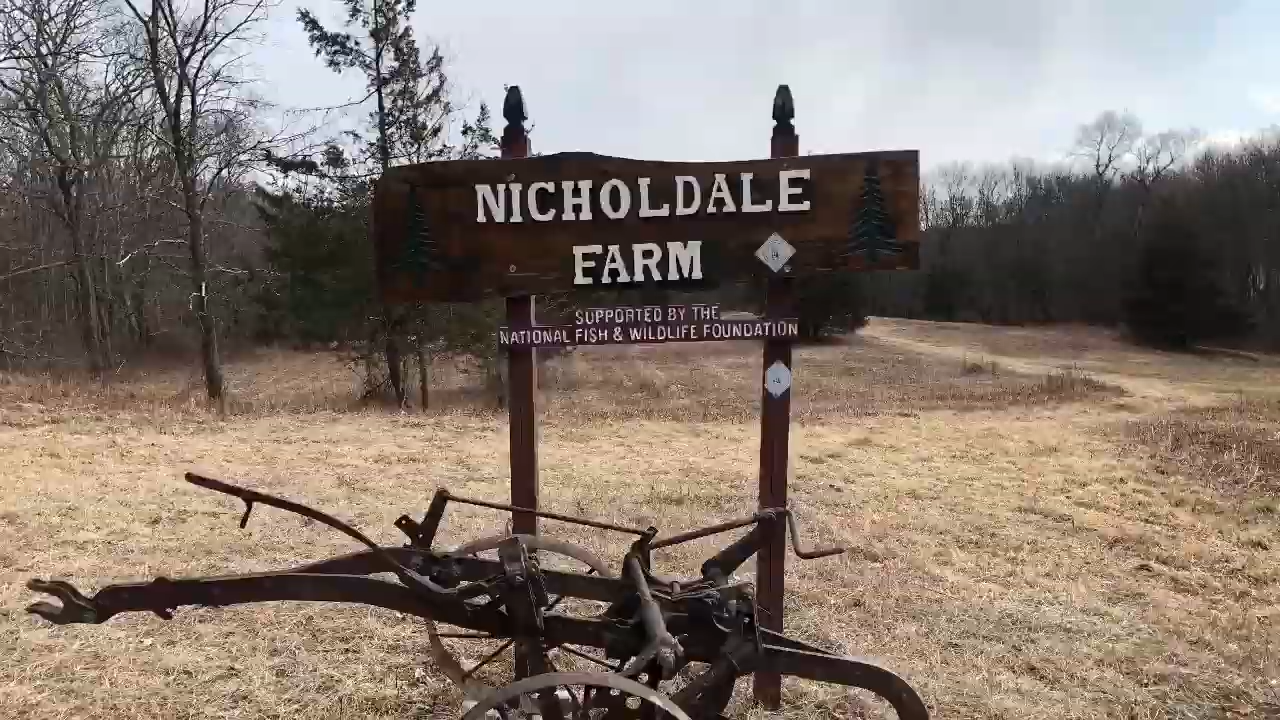 NICHOLDALE
FARM
SUPPORTED BY THE
NATIONAL FISH & WILDLIFE FOUNDATION